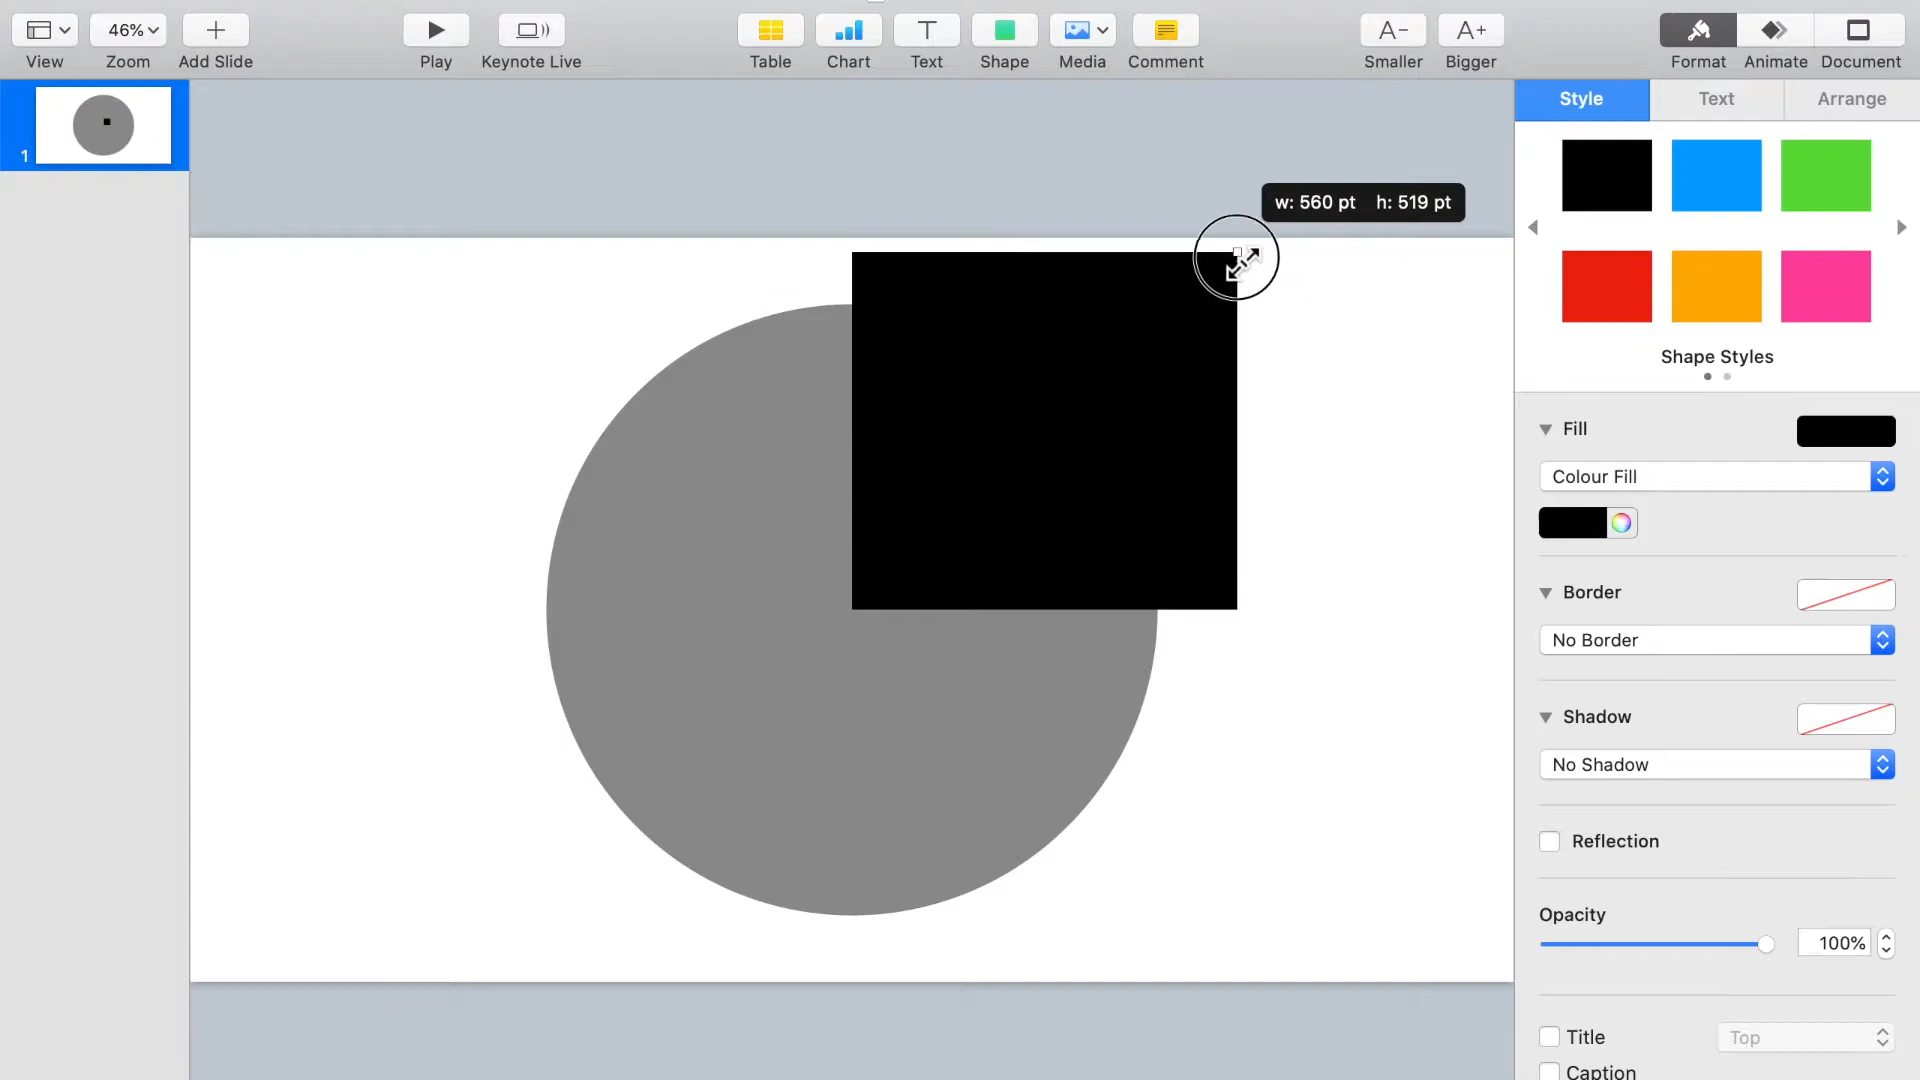 46%
View
Zoom
Add Slide
Play
Keynote Live
Table
Chart
Text
Shape
Media
Comment
A-
A+
Smaller
Bigger
Format
Animate
Document
1
w: 560 pt h: 519 pt
Style
Text
Arrange
Shape Styles
Fill
Colour Fill
Border
No Border
Shadow
No Shadow
Reflection
Opacity
100%
Title
Top
Caption